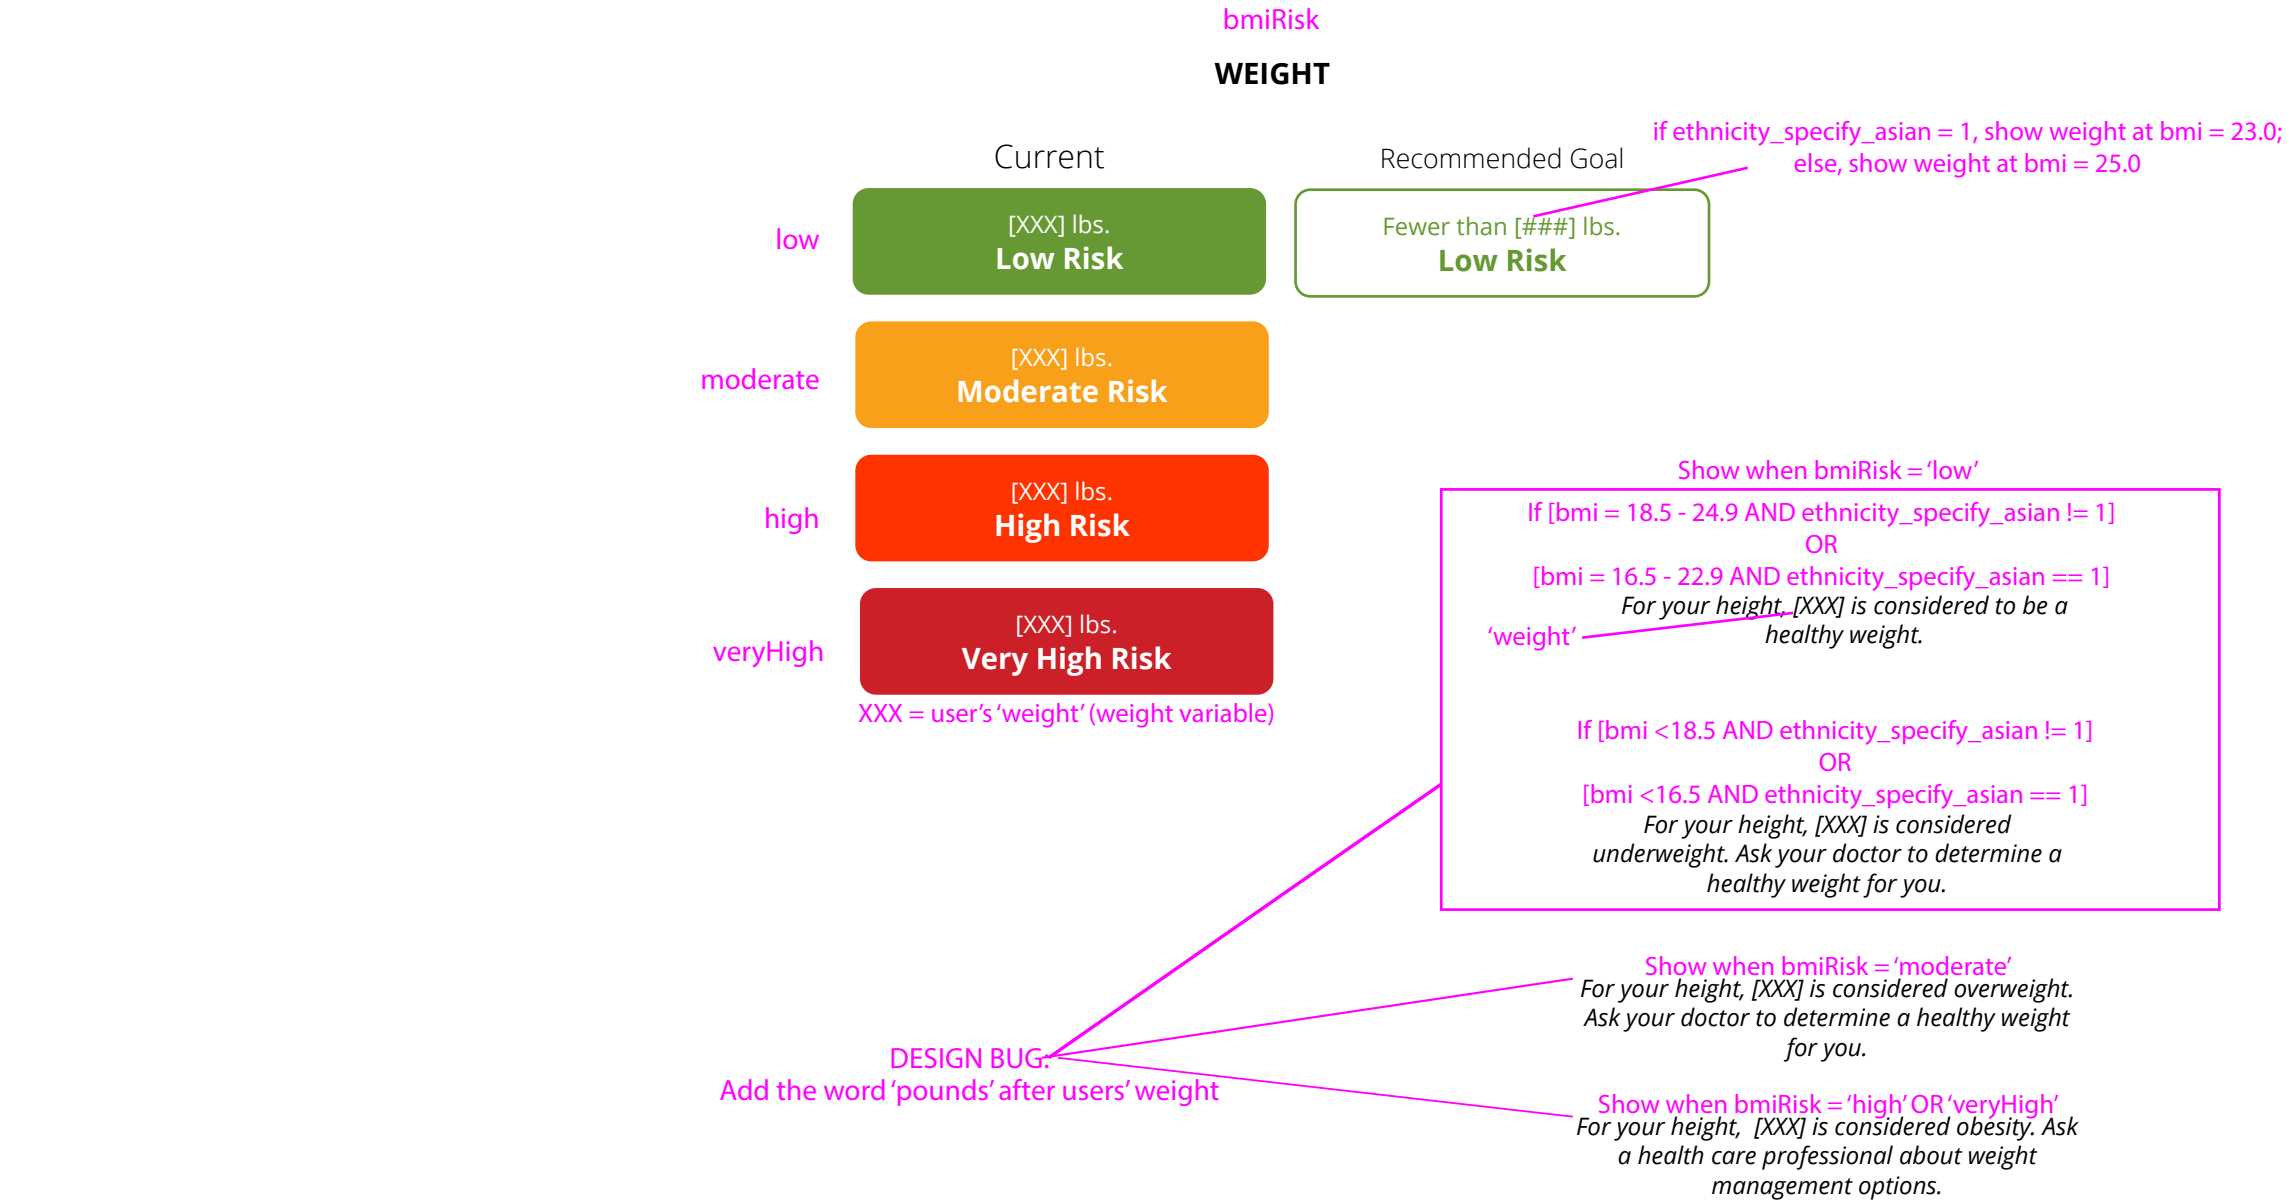 bmiRisk
WEIGHT
if ethnicity_specify_asian = 1, show weight at bmi = 23.0;
else, show weight at bmi = 25.0
Current
Recommended Goal
low
[XXX] lbs.
Low Risk
Fewer than [###] lbs.
Low Risk
moderate
[XXX] lbs.
Moderate Risk
high
[XXX] lbs.
High Risk
veryHigh
[XXX] lbs.
Very High Risk
XXX = user's ‘weight’ (weight variable)
Show when bmiRisk = ‘low’
If [bmi = 18.5 - 24.9 AND ethnicity_specify_asian != 1]
OR
[bmi = 16.5 - 22.9 AND ethnicity_specify_asian == 1]
For your height, [XXX] is considered to be a
healthy weight.
‘weight’
If [bmi <18.5 AND ethnicity_specify_asian != 1]
OR
[bmi <16.5 AND ethnicity_specify_asian == 1]
For your height, [XXX] is considered
underweight. Ask your doctor to determine a
healthy weight for you.
DESIGN BUG:
Add the word ‘pounds’ after users’ weight
Show when bmiRisk = ‘moderate’
For your height, [XXX] is considered overweight.
Ask your doctor to determine a healthy weight
for you.
Show when bmiRisk = ‘high’ OR ‘veryHigh’
For your height,  [XXX] is considered obesity. Ask
a health care professional about weight
management options.